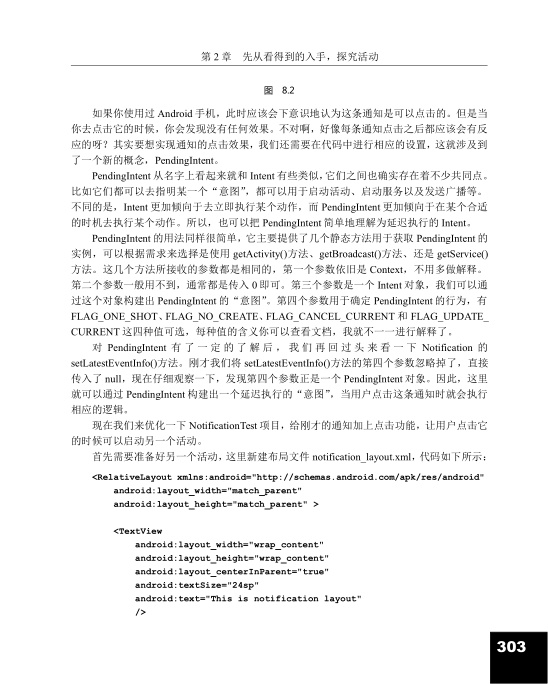 第 2 章 先从看得到的入手，探究活动
图 8.2
如果你使用过 Android 手机，此时应该会下意识地认为这条通知是可以点击的。但是当
你去点击它的时候，你会发现没有任何效果。不对啊，好像每条通知点击之后都应该会有反
应的呀？其实要想实现通知的点击效果，我们还需要在代码中进行相应的设置，这就涉及到
了一个新的概念，PendingIntent。
PendingIntent 从名字上看起来就和 Intent 有些类似，它们之间也确实存在着不少共同点。
比如它们都可以去指明某一个“意图”，都可以用于启动活动、启动服务以及发送广播等。
不同的是，Intent 更加倾向于去立即执行某个动作，而 PendingIntent 更加倾向于在某个合适
的时机去执行某个动作。所以，也可以把 PendingIntent 简单地理解为延迟执行的 Intent。
PendingIntent 的用法同样很简单，它主要提供了几个静态方法用于获取 PendingIntent 的
实例，可以根据需求来选择是使用 getActivity()方法、getBroadcast()方法、还是 getService()
方法。这几个方法所接收的参数都是相同的，第一个参数依旧是 Context，不用多做解释。
第二个参数一般用不到，通常都是传入 0 即可。第三个参数是一个 Intent 对象，我们可以通
过这个对象构建出 PendingIntent 的“意图”。第四个参数用于确定 PendingIntent 的行为，有
FLAG_ONE_SHOT、FLAG_NO_CREATE、FLAG_CANCEL_CURRENT 和 FLAG_UPDATE_
CURRENT 这四种值可选，每种值的含义你可以查看文档，我就不一一进行解释了。
对 PendingIntent 有了一定的了解后，我们再回过头来看一下 Notification 的
setLatestEventInfo()方法。刚才我们将 setLatestEventInfo()方法的第四个参数忽略掉了，直接
传入了 null，现在仔细观察一下，发现第四个参数正是一个 PendingIntent 对象。因此，这里
就可以通过 PendingIntent 构建出一个延迟执行的“意图”，当用户点击这条通知时就会执行
相应的逻辑。
现在我们来优化一下 NotificationTest 项目，给刚才的通知加上点击功能，让用户点击它
的时候可以启动另一个活动。
首先需要准备好另一个活动，这里新建布局文件 notification_layout.xml，代码如下所示：
<RelativeLayout xmlns:android="http://schemas.android.com/apk/res/android"
android:layout_width="match_parent"
android:layout_height="match_parent" >
<TextView
android:layout_width="wrap_content"
android:layout_height="wrap_content"
android:layout_centerInParent="true"
android:textSize="24sp"
android:text="This is notification layout"
/>
303